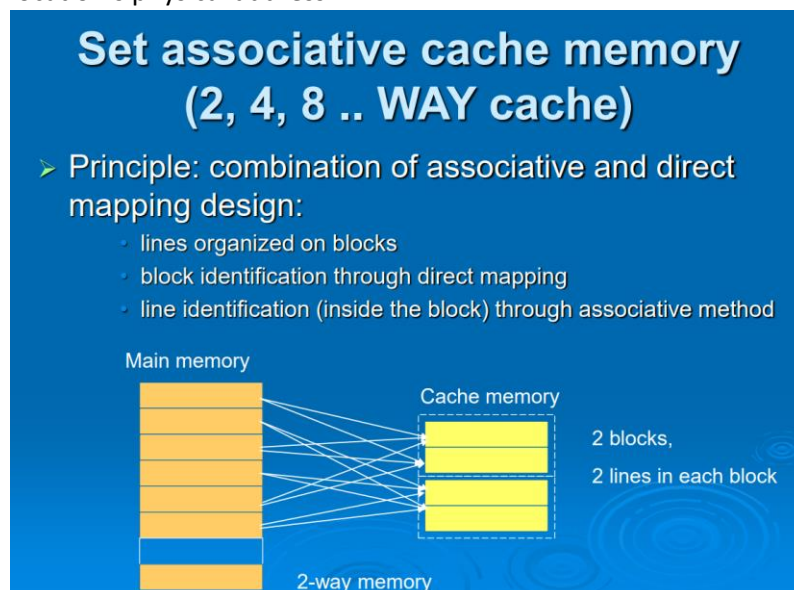 Set associative cache memory
(2, 4, 8 .. WAY cache)
Principle: combination of associative and direct
mapping design:
lines organized on blocks
block identification through direct mapping
line identification (inside the block) through associative method
Main memory
Cache memory
2 blocks,
2 lines in each block
2-way memory